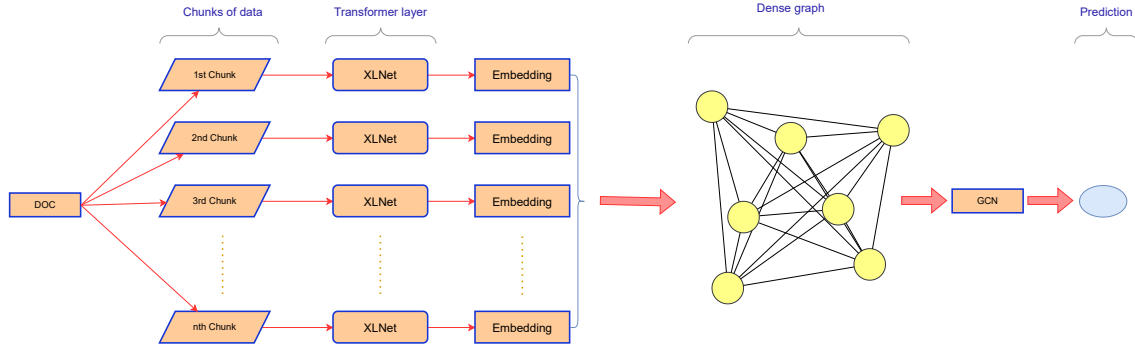 Chunks of data
Transformer layer
Dense graph
Prediction
1st Chunk
XLNet
Embedding
2nd Chunk
XLNet
Embedding
DOC
3rd Chunk
XLNet
Embedding
GCN
nth Chunk
XLNet
Embedding